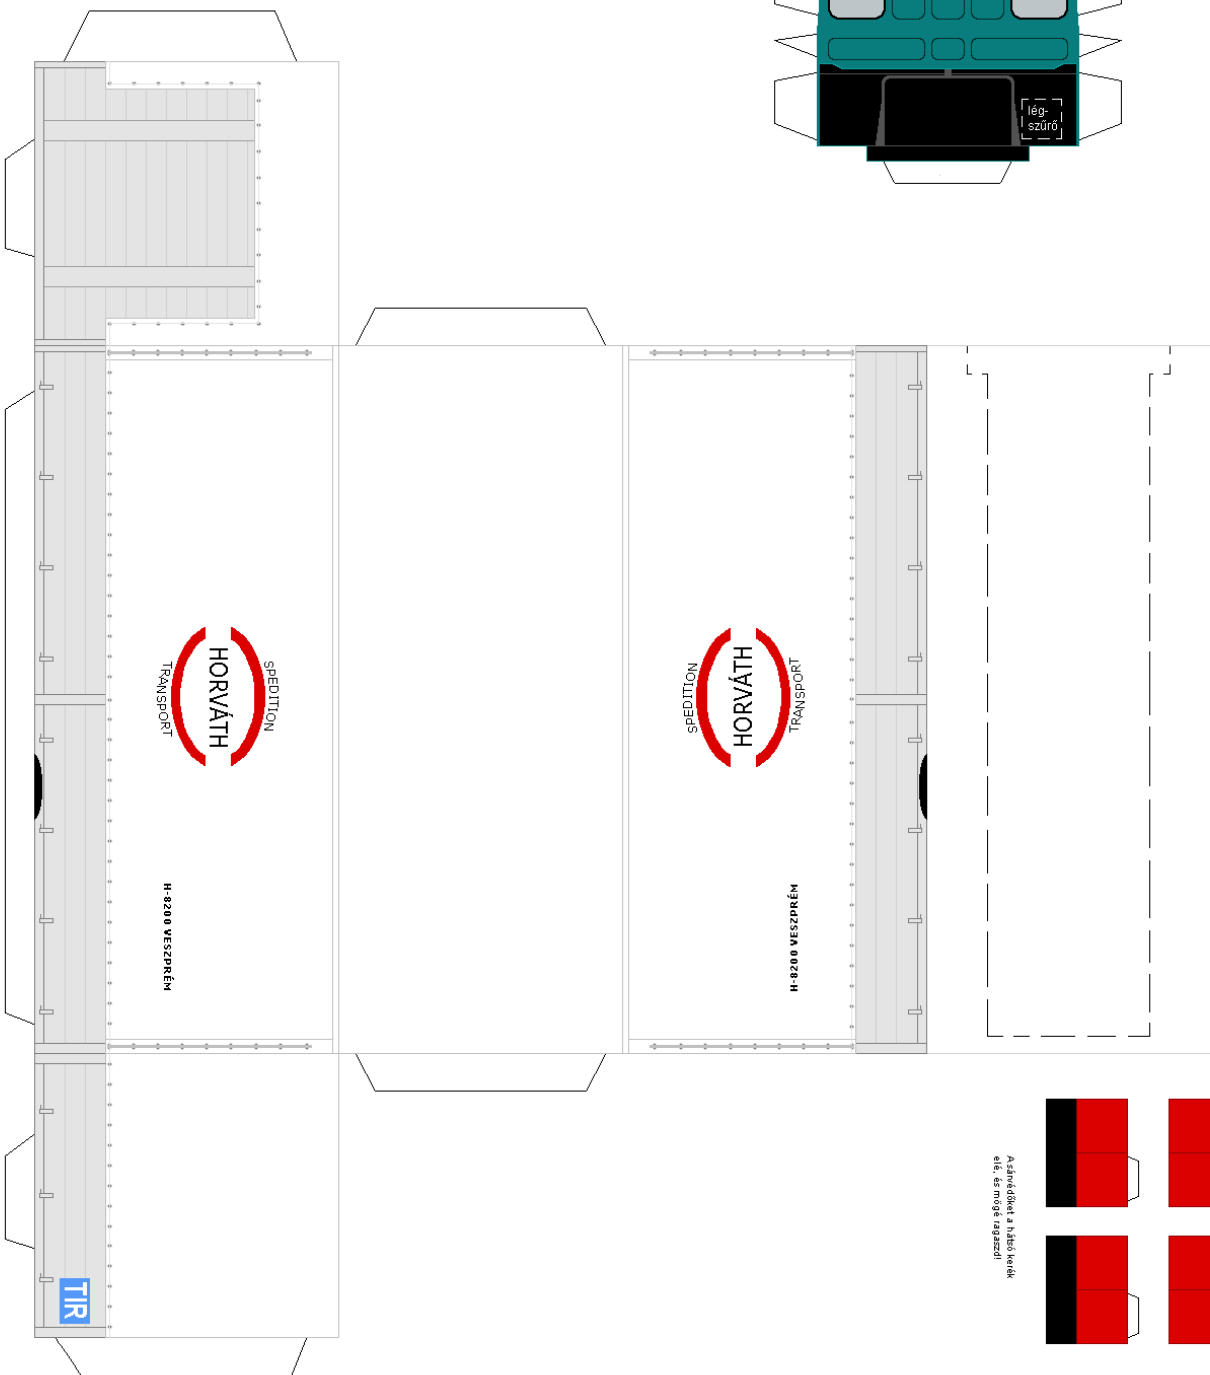 lég-
szűrő
SPEDITION
HORVÁTH
TRANSPORT
H-8200 VESZPRÉM
SPEDITION
HORVÁTH
TRANSPORT
H-8200 VESZPRÉM
A sárvédőket a hátsó kerék
elé, és mögé ragaszd!
TIR